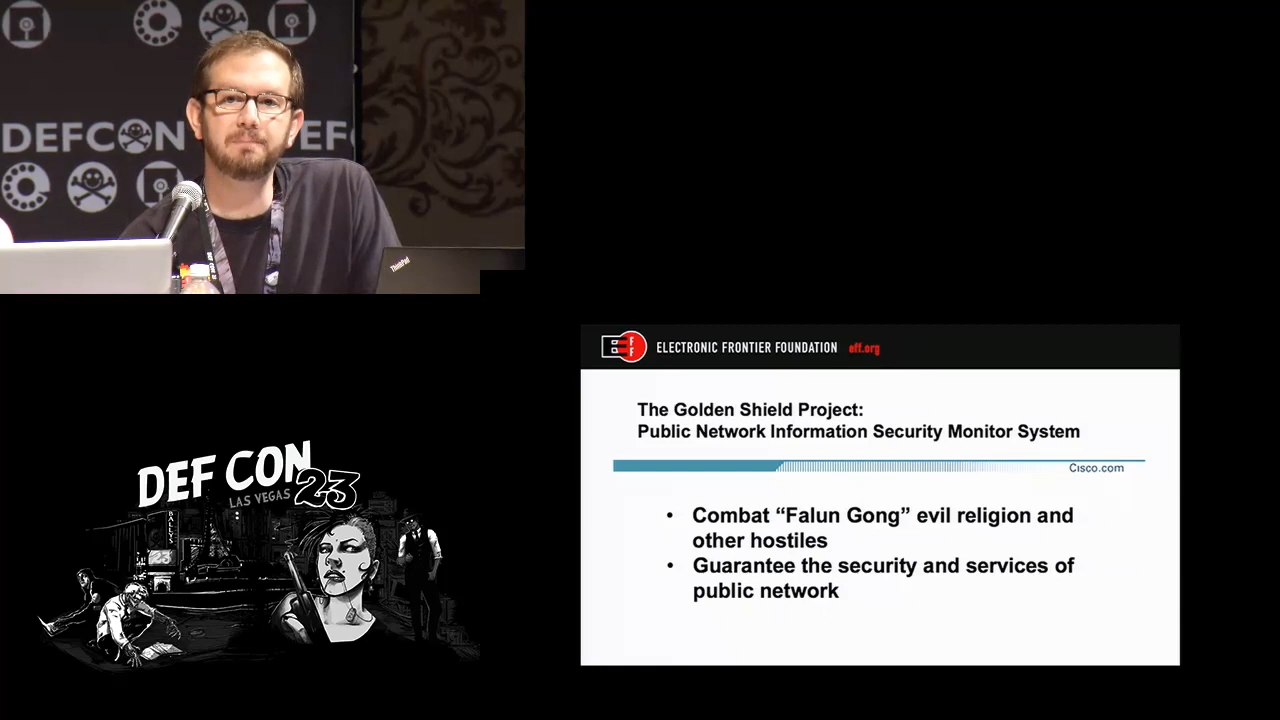 DEFCON
DEFC
ThinkPad
DEF CON
23
LAS VEGAS
BALLYS
ELECTRONIC FRONTIER FOUNDATION eff.org
The Golden Shield Project:
Public Network Information Security Monitor System
Cisco.com
• Combat “Falun Gong” evil religion and
other hostiles
• Guarantee the security and services of
public network